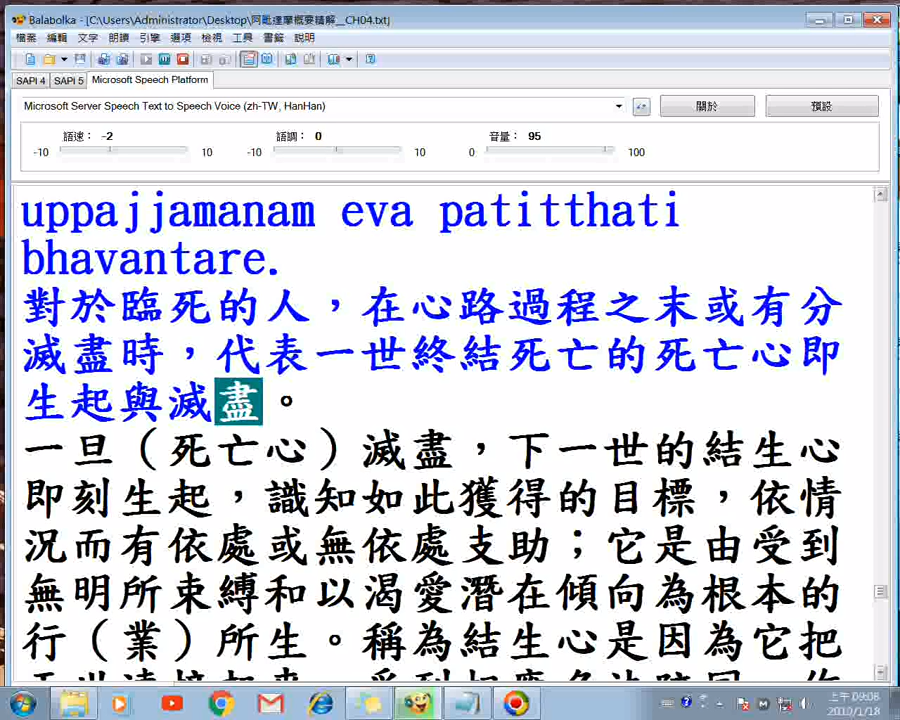 Balabolka - [C:\Users\Administrator\Desktop\阿毗達摩概要精解__CH04.txt]
檔案 編輯 文字 朗讀 引擎 選項 檢視 工具 書籤 說明
SAPI 4 SAPI 5 Microsoft Speech Platform
Microsoft Server Speech Text to Speech Voice (zh-TW, HanHan) 關於 預設
語速： -2 語調： 0 音量： 95
-10 10 -10 10 0 100
uppajjamanam eva patitthati
bhavantare.
對於臨死的人，在心路過程之末或有分
滅盡時，代表一世終結死亡的死亡心即
生起與滅盡。
一旦（死亡心）滅盡，下一世的結生心
即刻生起，識知如此獲得的目標，依情
況而有依處或無依處支助；它是由受到
無明所束縛和以渴愛潛在傾向為根本的
行（業）所生。稱為結生心是因為它把
上午 09:08
2010/1/18